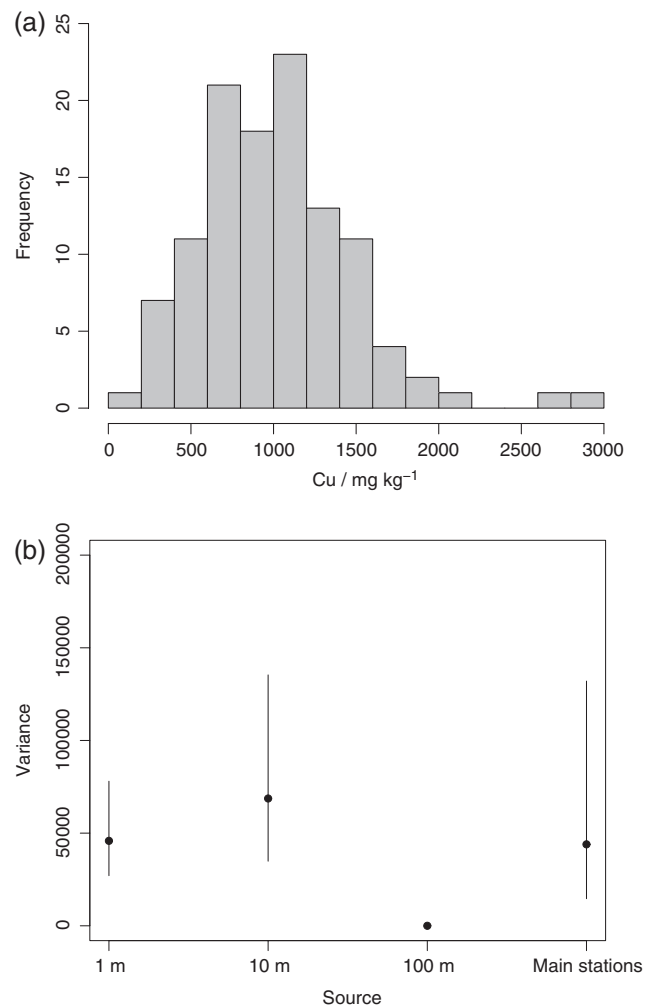 (a)
25
20
15
10
5
0
Frequency
0 500 1000 1500 2000 2500 3000
Cu / mg kg⁻¹
(b)
200000
150000
100000
50000
0
Variance
1 m 10 m 100 m Main stations
Source